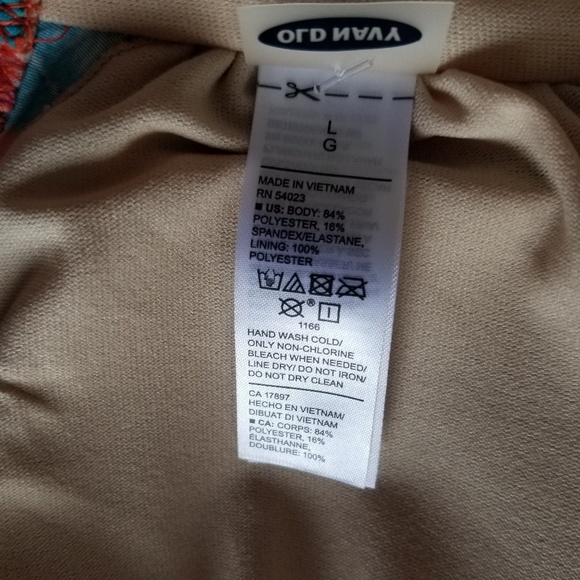 OLD NAVY
L
G
MADE IN VIETNAM
RN 54023
■ US: BODY: 84%
POLYESTER, 16%
SPANDEX/ELASTANE,
LINING: 100%
POLYESTER
®
1166
HAND WASH COLD/
ONLY NON-CHLORINE
BLEACH WHEN NEEDED/
LINE DRY/ DO NOT IRON/
DO NOT DRY CLEAN
CA 17897
HECHO EN VIETNAM/
DIBUAT DI VIETNAM
■ CA: CORPS: 84%
POLYESTER, 16%
ÉLASTHANNE,
DOUBLURE: 100%